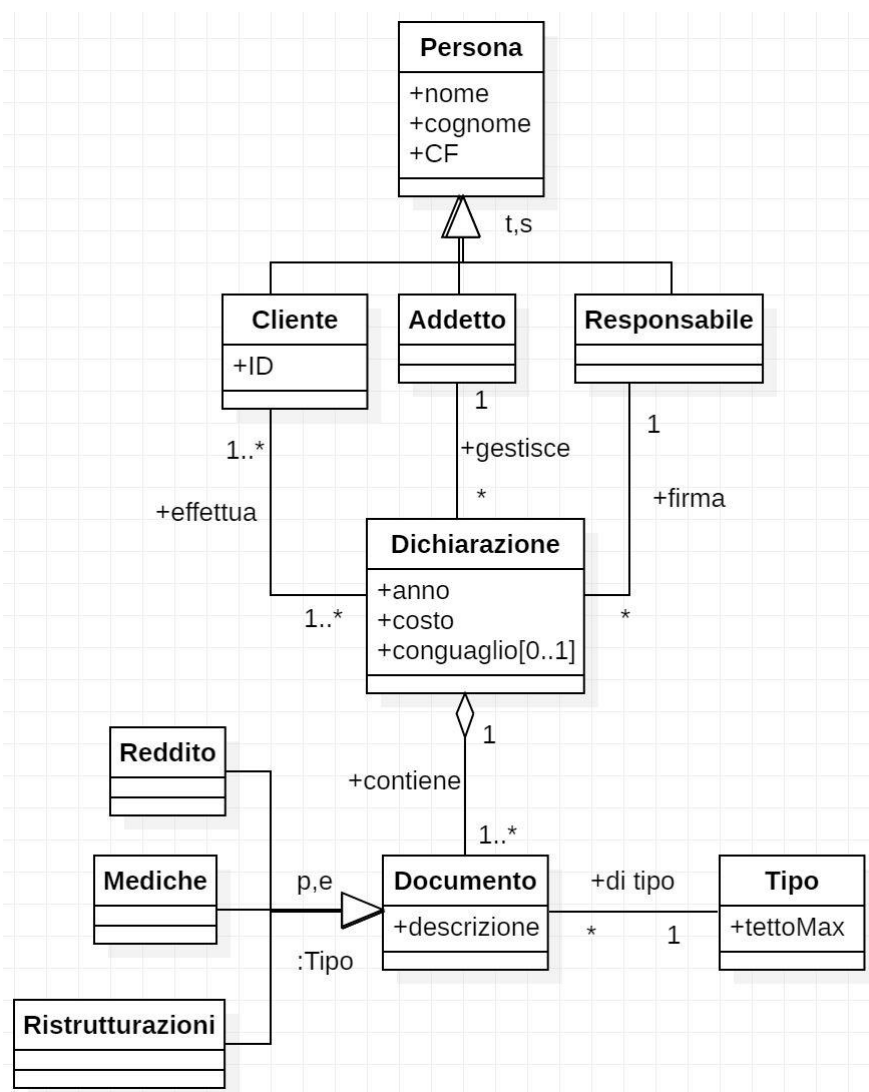 Persona
+nome
+cognome
+CF
t,s
Cliente
+ID
Addetto
Responsabile
1..*
1
1
+effettua
+gestisce
+firma
*
1..*
*
Dichiarazione
+anno
+costo
+conguaglio[0..1]
1
+contiene
1..*
Reddito
Mediche
Ristrutturazioni
p,e
:Tipo
Documento
+descrizione
+di tipo
*
1
Tipo
+tettoMax